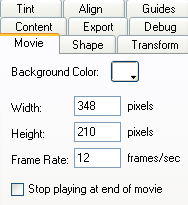 Tint Align Guides
Content Export Debug
Movie Shape Transform
Background Color:
Width: 348 pixels
Height: 210 pixels
Frame Rate: 12 frames/sec
Stop playing at end of movie